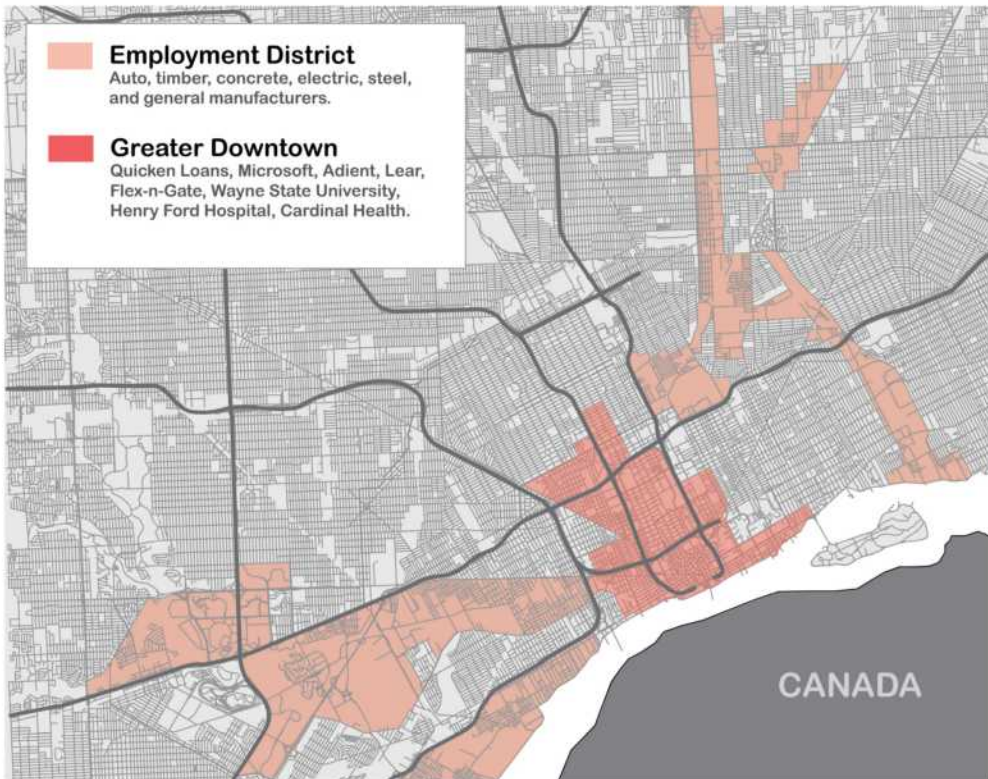 Employment District
Auto, timber, concrete, electric, steel,
and general manufacturers.
Greater Downtown
Quicken Loans, Microsoft, Adient, Lear,
Flex-n-Gate, Wayne State University,
Henry Ford Hospital, Cardinal Health.
CANADA